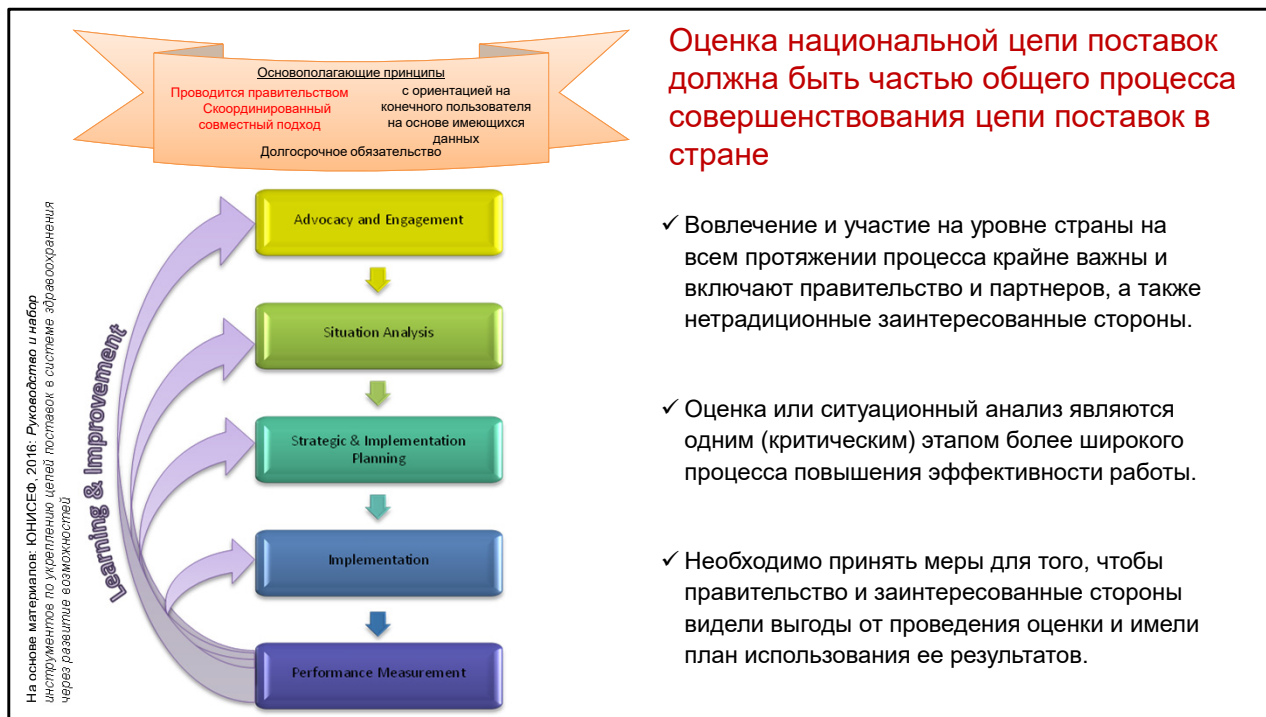 Основополагающие принципы
Проводится правительством
Скоординированный
совместный подход
с ориентацией на
конечного пользователя
на основе имеющихся
данных
Долгосрочное обязательство
Advocacy and Engagement
Situation Analysis
Strategic & Implementation
Planning
Implementation
Performance Measurement
Learning & Improvement
На основе материалов: ЮНИСЕФ, 2016: Руководство и набор
инструментов по укреплению цепей поставок в системе здравоохранения
через развитие возможностей
Оценка национальной цепи поставок
должна быть частью общего процесса
совершенствования цепи поставок в
стране
✓ Вовлечение и участие на уровне страны на
всем протяжении процесса крайне важны и
включают правительство и партнеров, а также
нетрадиционные заинтересованные стороны.
✓ Оценка или ситуационный анализ являются
одним (критическим) этапом более широкого
процесса повышения эффективности работы.
✓ Необходимо принять меры для того, чтобы
правительство и заинтересованные стороны
видели выгоды от проведения оценки и имели
план использования ее результатов.